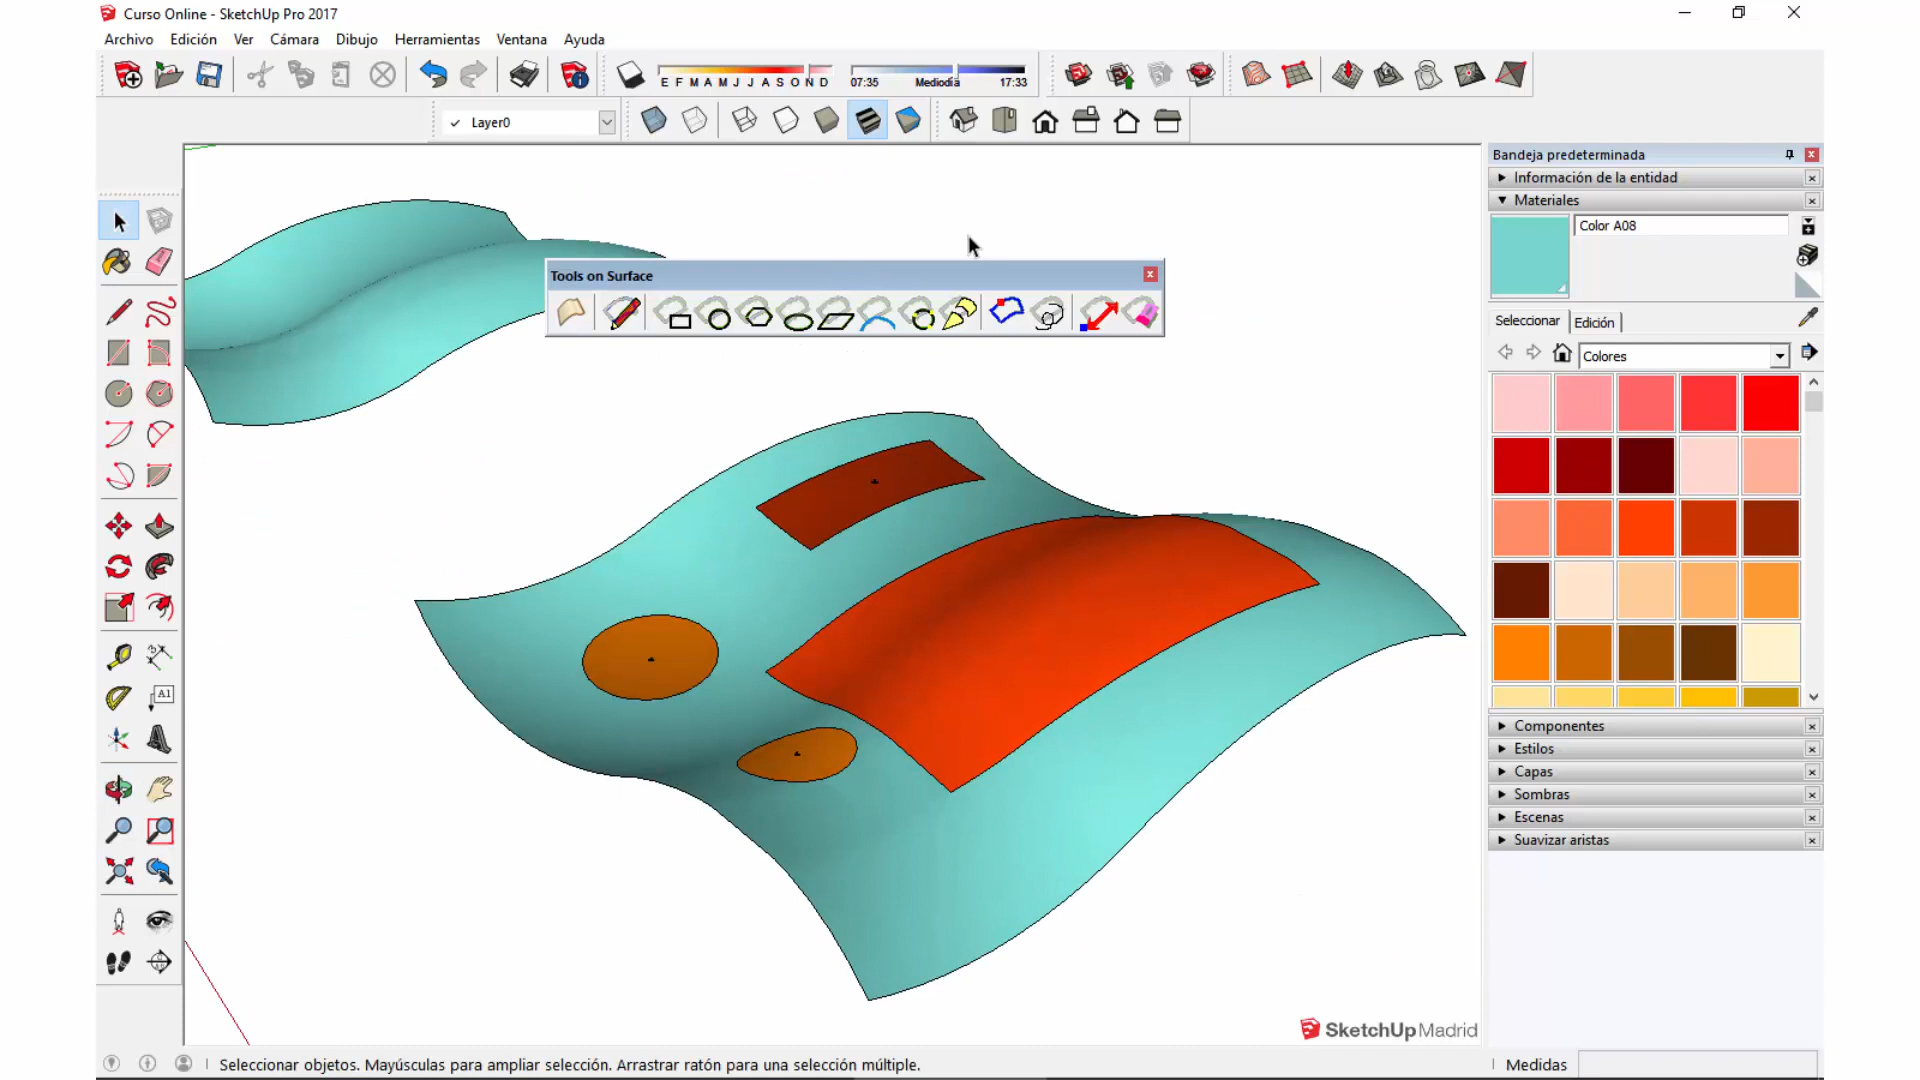 Curso Online - SketchUp Pro 2017
Archivo Edición Ver Cámara Dibujo Herramientas Ventana Ayuda
E F M A M J J A S O N D 07:35 Mediodía 17:33
Layer0
Bandeja predeterminada
Información de la entidad
Materiales
Color A08
Tools on Surface
Seleccionar Edición
Colores
A1
Componentes
Estilos
Capas
Sombras
Escenas
Suavizar aristas
SketchUp Madrid
Seleccionar objetos. Mayúsculas para ampliar selección. Arrastrar ratón para una selección múltiple.
Medidas